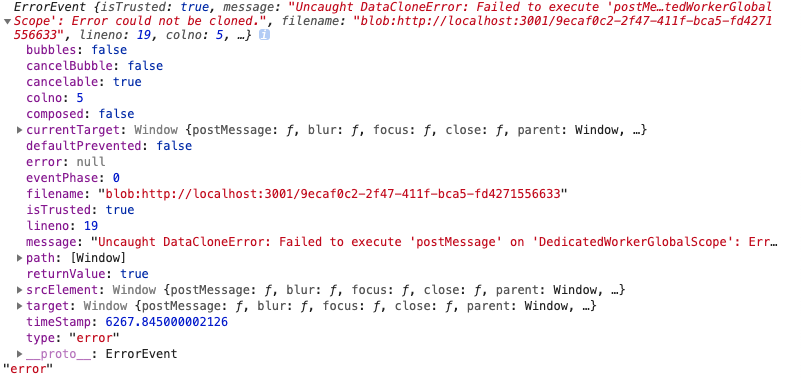 ErrorEvent {isTrusted: true, message: "Uncaught DataCloneError: Failed to execute 'postMe…tedWorkerGlobal
Scope': Error could not be cloned.", filename: "blob:http://localhost:3001/9ecaf0c2-2f47-411f-bca5-fd4271
556633", lineno: 19, colno: 5, …} i
bubbles: false
cancelBubble: false
cancelable: true
colno: 5
composed: false
currentTarget: Window {postMessage: ƒ, blur: ƒ, focus: ƒ, close: ƒ, parent: Window, …}
defaultPrevented: false
error: null
eventPhase: 0
filename: "blob:http://localhost:3001/9ecaf0c2-2f47-411f-bca5-fd4271556633"
isTrusted: true
lineno: 19
message: "Uncaught DataCloneError: Failed to execute 'postMessage' on 'DedicatedWorkerGlobalScope': Err…
path: [Window]
returnValue: true
srcElement: Window {postMessage: ƒ, blur: ƒ, focus: ƒ, close: ƒ, parent: Window, …}
target: Window {postMessage: ƒ, blur: ƒ, focus: ƒ, close: ƒ, parent: Window, …}
timeStamp: 6267.845000002126
type: "error"
__proto__: ErrorEvent
"error"